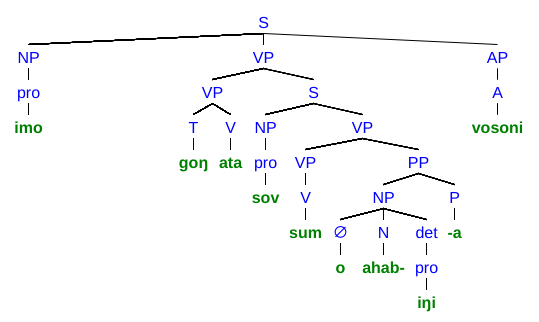 S
NP VP AP
pro VP S A
imo T V NP VP vosoni
goŋ ata pro VP PP
sov V NP P
sum ∅ N det -a
o ahab- pro
iŋi